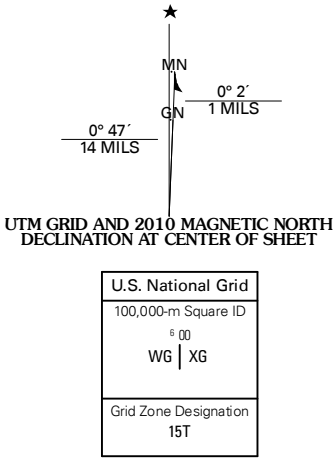 ★
MN
0° 2´
1 MILS
GN
0° 47´
14 MILS
UTM GRID AND 2010 MAGNETIC NORTH
DECLINATION AT CENTER OF SHEET
U.S. National Grid
100,000-m Square ID
6 00
WG | XG
Grid Zone Designation
15T